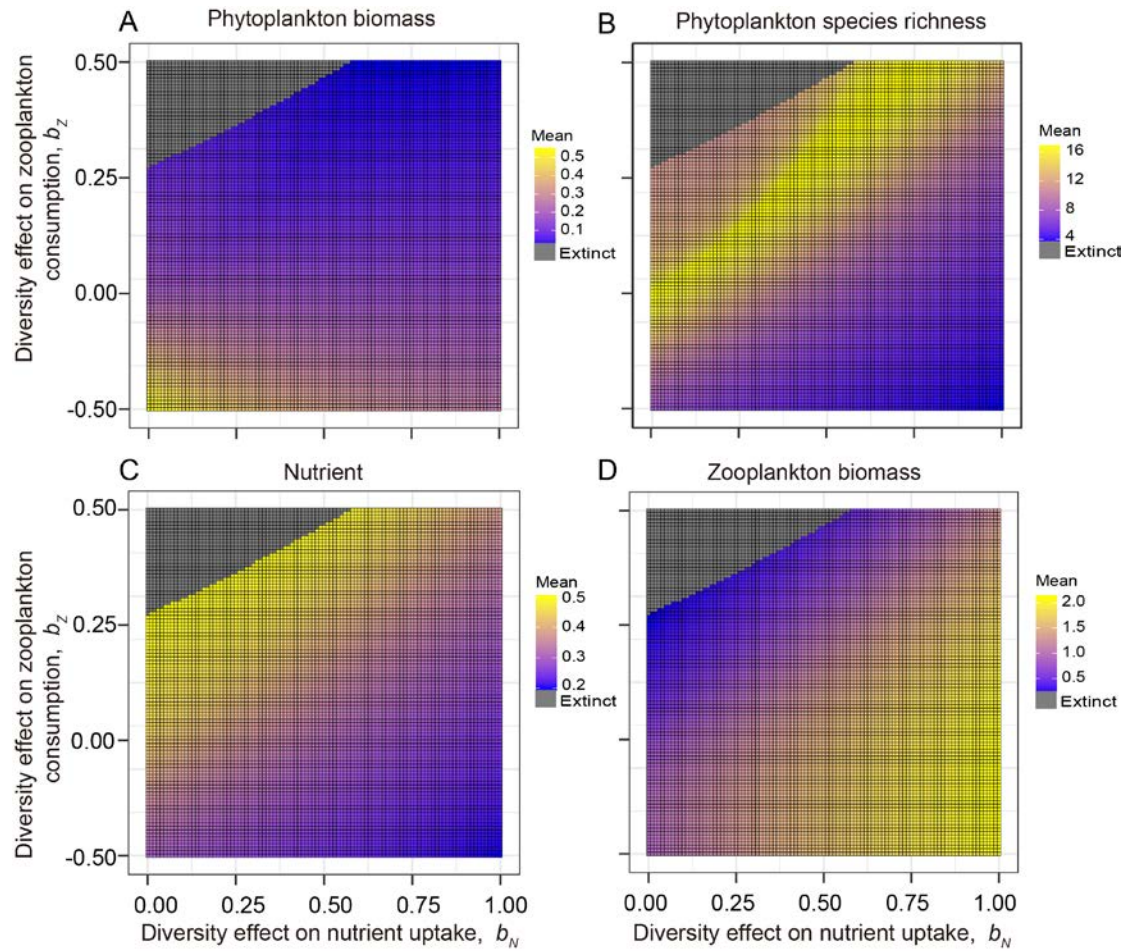 A Phytoplankton biomass
B Phytoplankton species richness
Diversity effect on zooplankton
consumption, bZ
0.50
0.25
0.00
-0.50
Mean
0.5
0.4
0.3
0.2
0.1
Extinct
Mean
16
12
8
4
Extinct
C Nutrient
D Zooplankton biomass
Diversity effect on zooplankton
consumption, bZ
0.50
0.25
0.00
-0.50
Mean
0.5
0.4
0.3
0.2
Extinct
Mean
2.0
1.5
1.0
0.5
Extinct
0.00 0.25 0.50 0.75 1.00
0.00 0.25 0.50 0.75 1.00
Diversity effect on nutrient uptake, bN
Diversity effect on nutrient uptake, bN